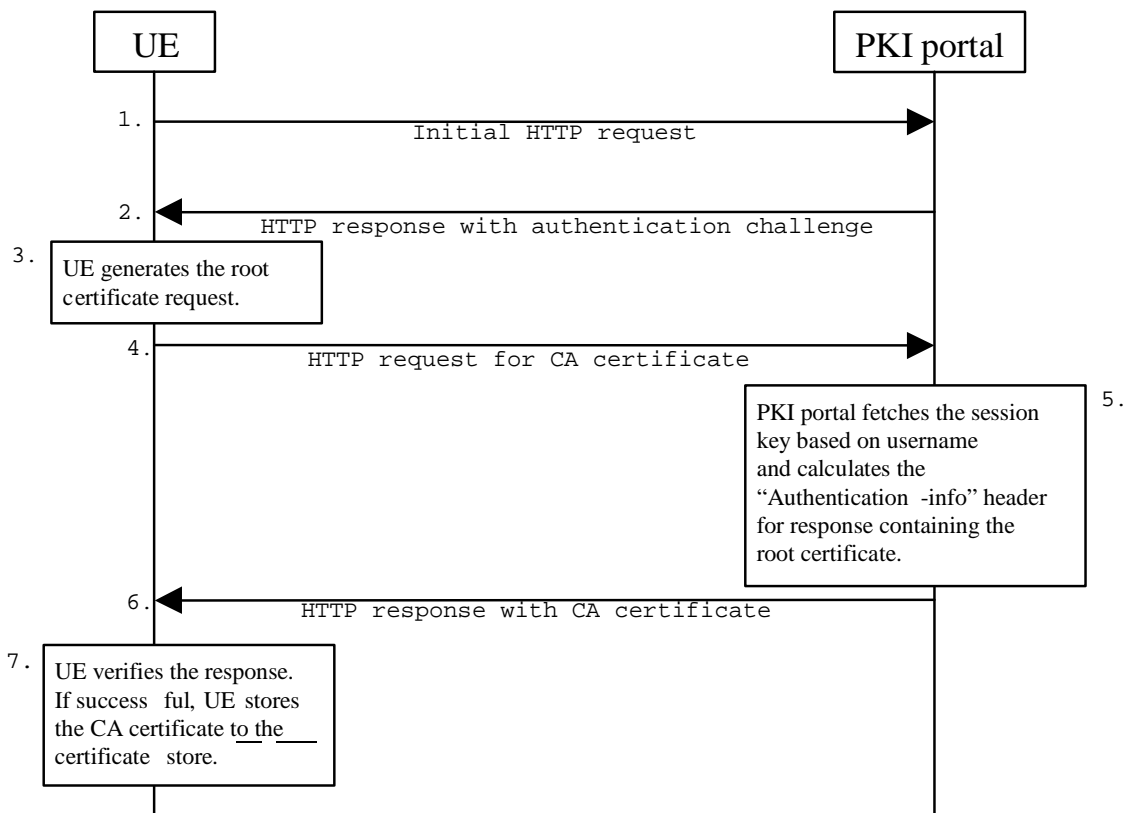 UE
PKI portal
1.
Initial HTTP request
2.
HTTP response with authentication challenge
3.
UE generates the root
certificate request.
4.
HTTP request for CA certificate
5.
PKI portal fetches the session
key based on username
and calculates the
“Authentication -info” header
for response containing the
root certificate.
6.
HTTP response with CA certificate
7.
UE verifies the response.
If success ful, UE stores
the CA certificate to the
certificate store.